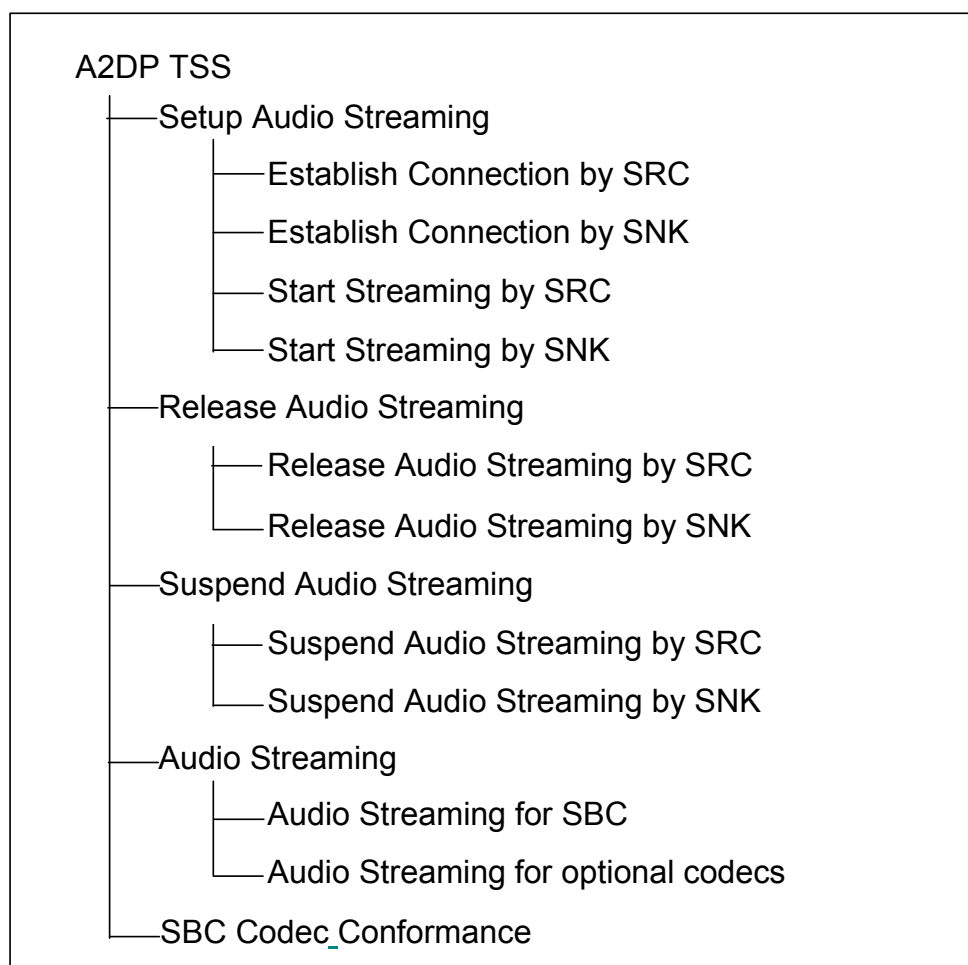 A2DP TSS
Setup Audio Streaming
Establish Connection by SRC
Establish Connection by SNK
Start Streaming by SRC
Start Streaming by SNK
Release Audio Streaming
Release Audio Streaming by SRC
Release Audio Streaming by SNK
Suspend Audio Streaming
Suspend Audio Streaming by SRC
Suspend Audio Streaming by SNK
Audio Streaming
Audio Streaming for SBC
Audio Streaming for optional codecs
SBC Codec Conformance